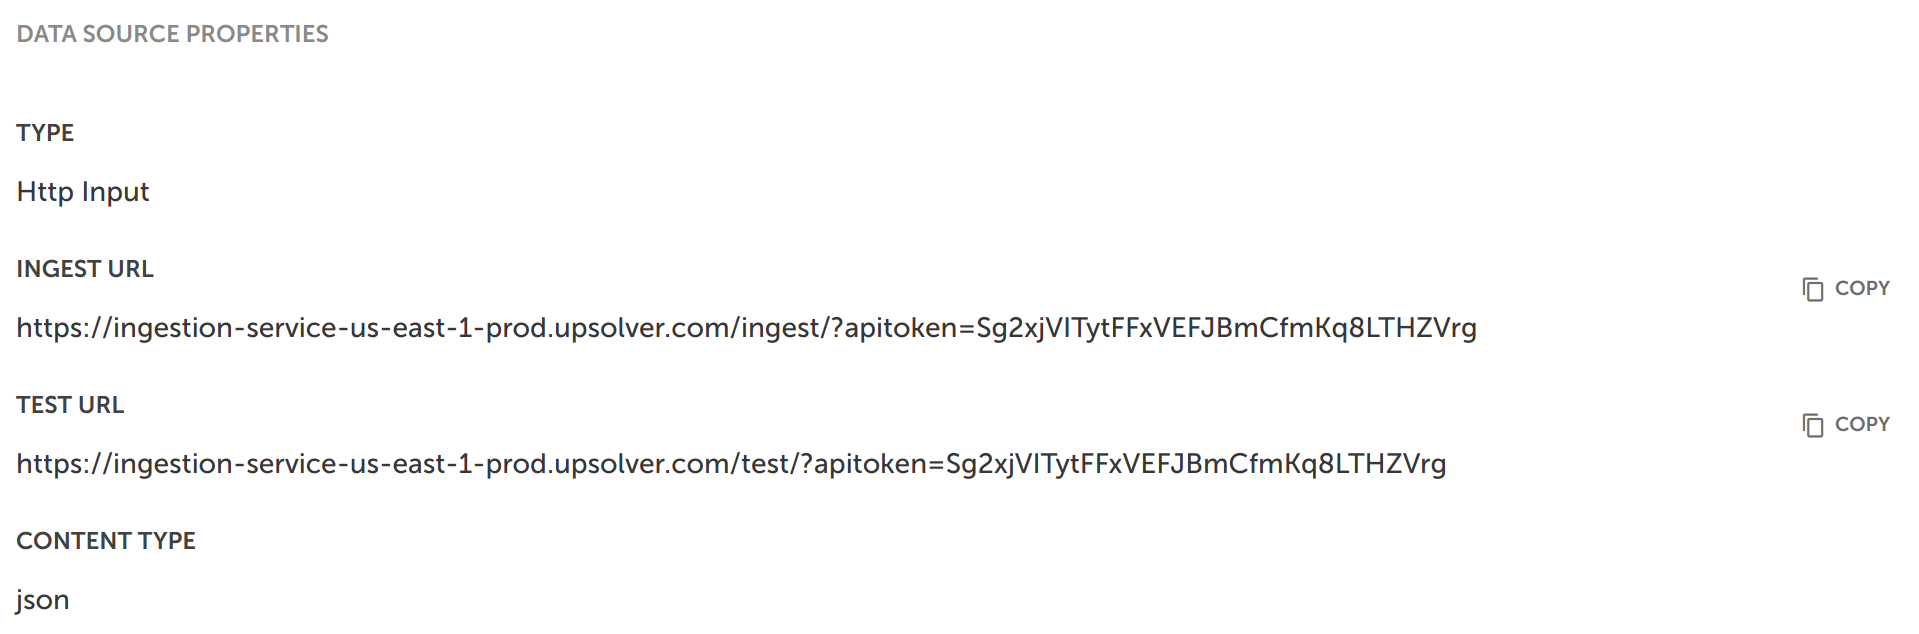 DATA SOURCE PROPERTIES
TYPE
Http Input
INGEST URL
COPY
https://ingestion-service-us-east-1-prod.upsolver.com/ingest/?apitoken=Sg2xjVITytFFxVEFJBmCfmKq8LTHZVrg
TEST URL
COPY
https://ingestion-service-us-east-1-prod.upsolver.com/test/?apitoken=Sg2xjVITytFFxVEFJBmCfmKq8LTHZVrg
CONTENT TYPE
json